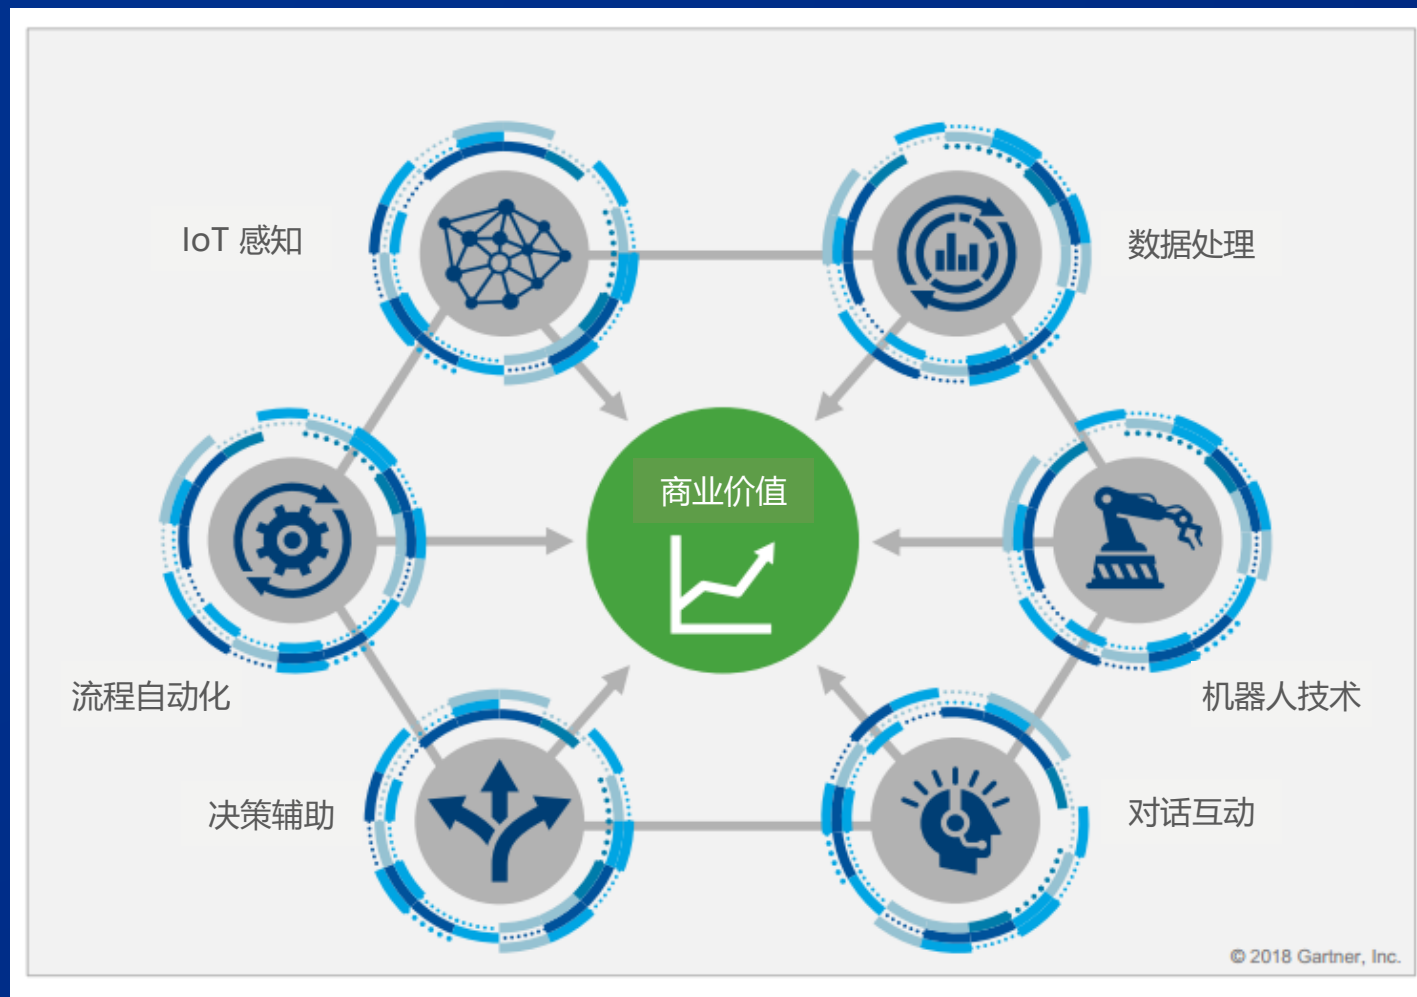 IoT 感知
数据处理
商业价值
流程自动化
机器人技术
决策辅助
对话互动
© 2018 Gartner, Inc.